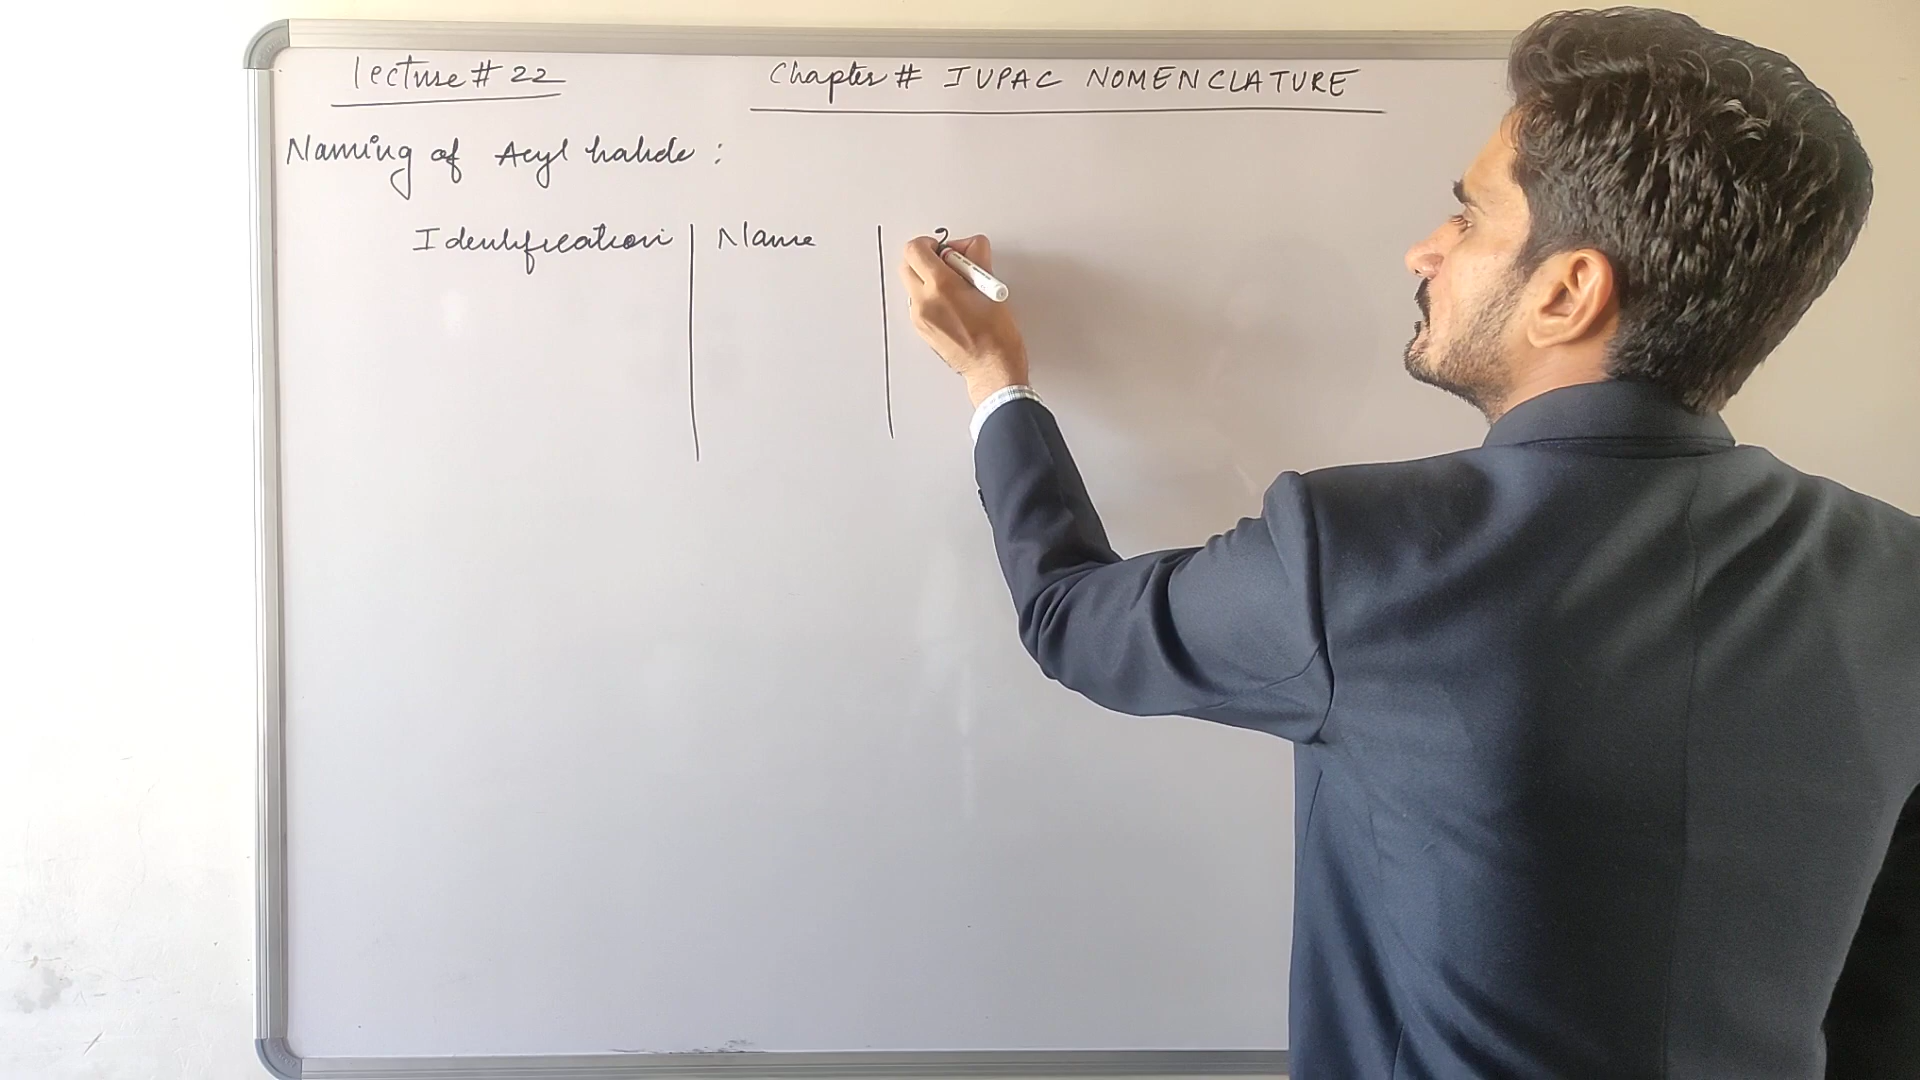 Lecture # 22
Chapter # IUPAC NOMENCLATURE
Naming of Acyl halide :
Identification | Name |